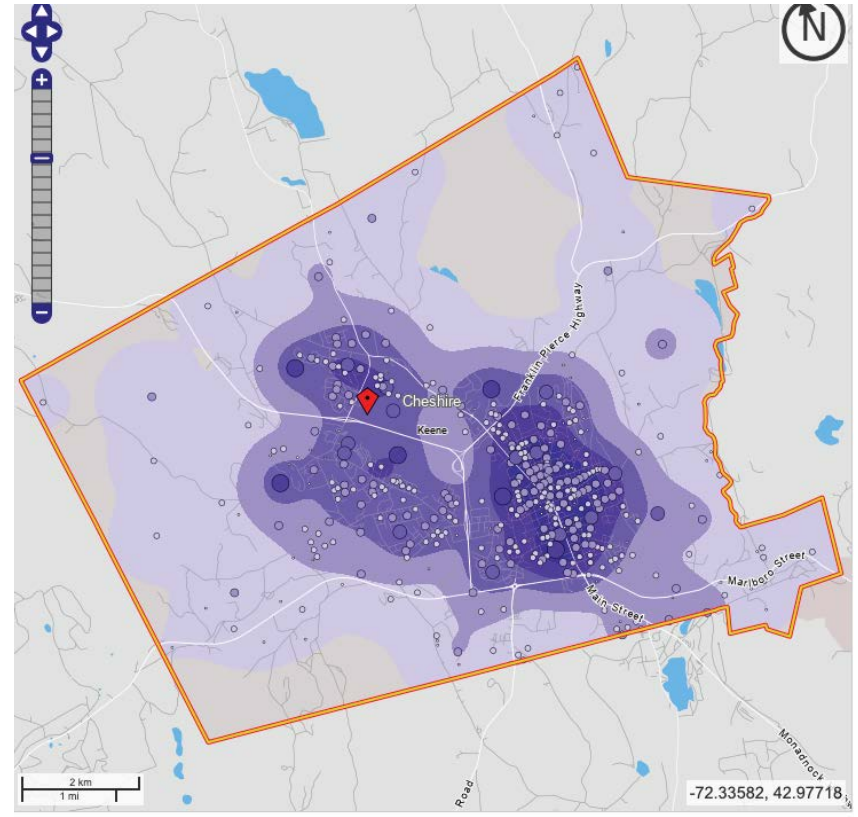 N
+
−
Franklin Pierce Highway
Cheshire
Keene
Marlboro Street
Main Street
Monadnock
Road
2 km
1 mi
-72.33582, 42.97718